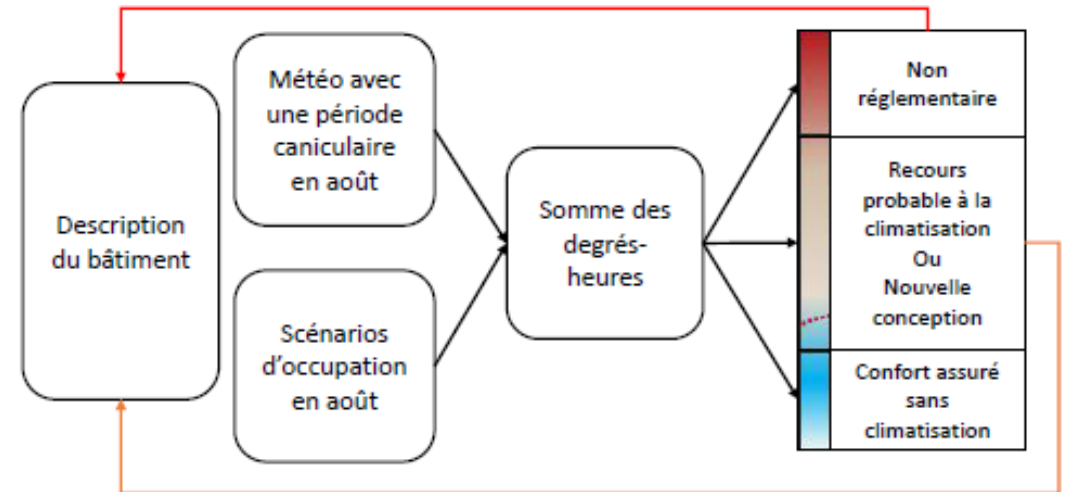 Description
du bâtiment
Météo avec
une période
caniculaire
en août
Scénarios
d'occupation
en août
Somme des
degrés-
heures
Non
réglementaire
Recours
probable à la
climatisation
Ou
Nouvelle
conception
Confort assuré
sans
climatisation